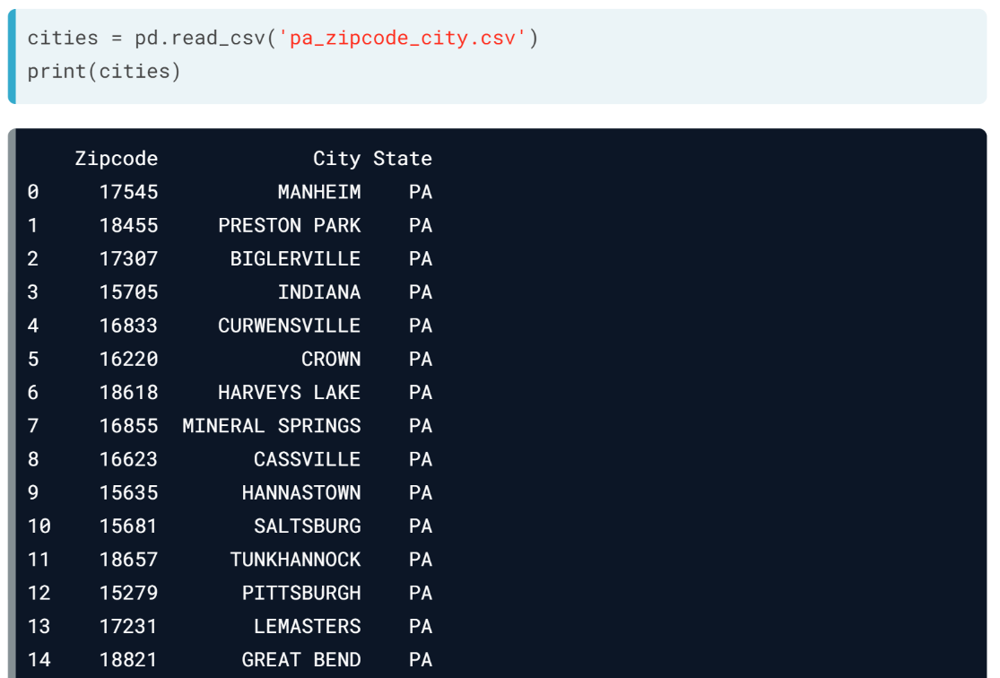 cities = pd.read_csv('pa_zipcode_city.csv')
print(cities)
Zipcode City State
0 17545 MANHEIM PA
1 18455 PRESTON PARK PA
2 17307 BIGLERVILLE PA
3 15705 INDIANA PA
4 16833 CURWENSVILLE PA
5 16220 CROWN PA
6 18618 HARVEYS LAKE PA
7 16855 MINERAL SPRINGS PA
8 16623 CASSVILLE PA
9 15635 HANNASTOWN PA
10 15681 SALTSBURG PA
11 18657 TUNKHANNOCK PA
12 15279 PITTSBURGH PA
13 17231 LEMASTERS PA
14 18821 GREAT BEND PA